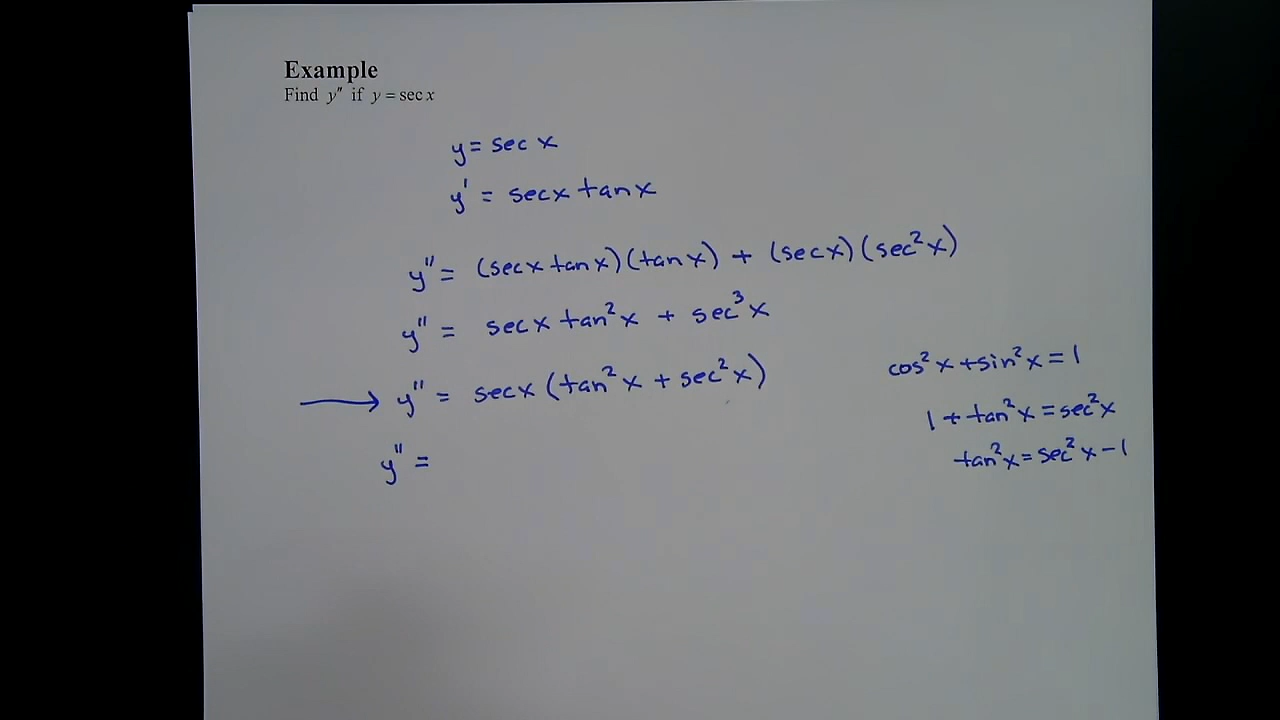 Example
Find y″ if y = sec x
y = sec x
y' = secx tanx
y" = (secx tanx)(tanx) + (secx)(sec²x)
y" = secx tan²x + sec³x
cos²x + sin²x = 1
→ y" = secx (tan²x + sec²x)
1 + tan²x = sec²x
y" =
tan²x = sec²x - 1